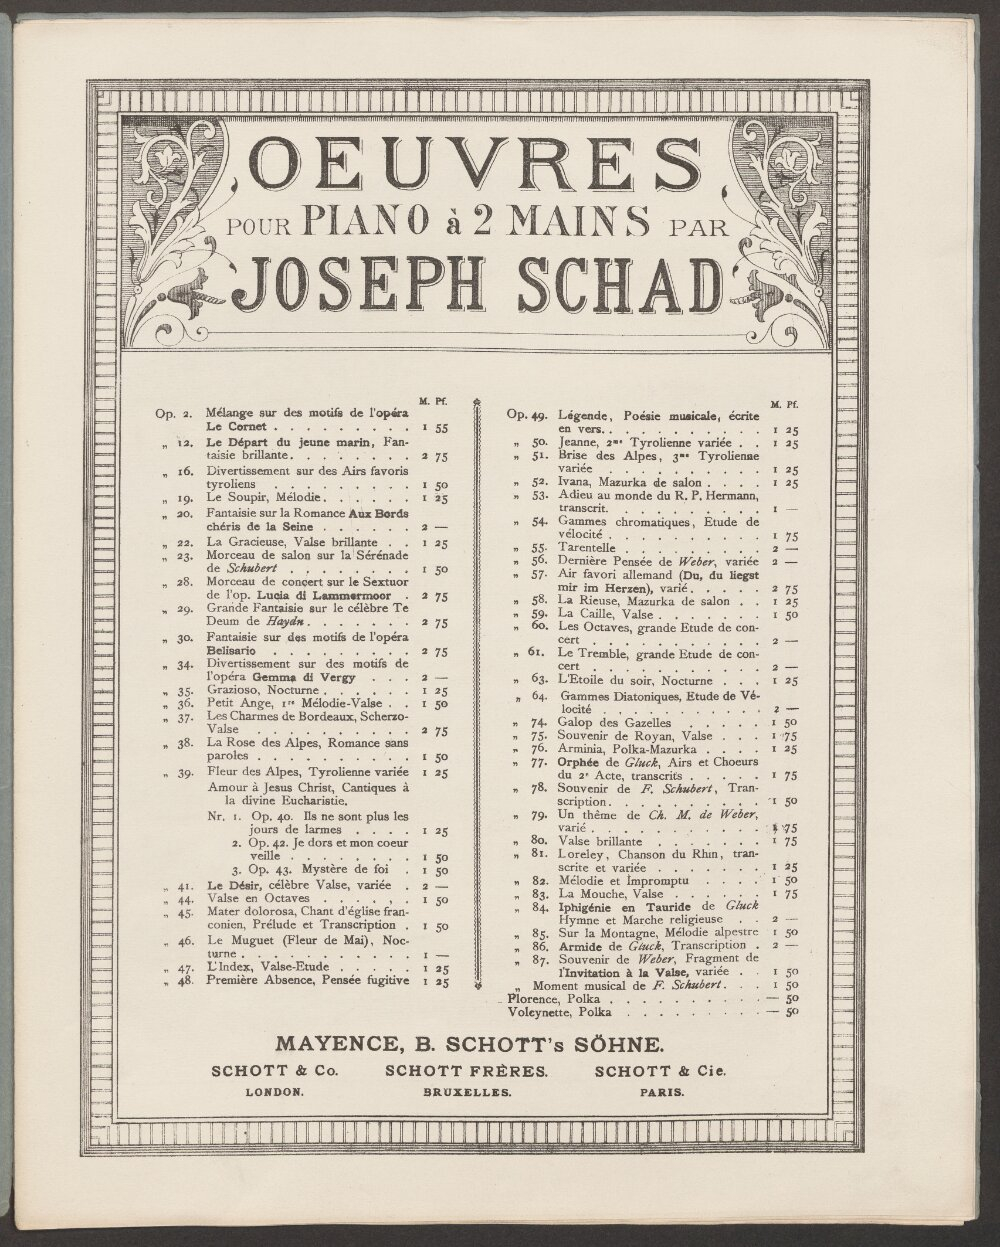 OEUVRES
POUR PIANO à 2 MAINS PAR
JOSEPH SCHAD
M. Pf.
Op. 2. Mélange sur des motifs de l'opéra
Le Cornet . . . . . . . . . 1 55
„ 12. Le Départ du jeune marin, Fan-
taisie brillante. . . . . . . . 2 75
„ 16. Divertissement sur des Airs favoris
tyroliens . . . . . . . . . 1 50
„ 19. Le Soupir, Mélodie. . . . . . 1 25
„ 20. Fantaisie sur la Romance Aux Bords
chéris de la Seine . . . . . . 2 —
„ 22. La Gracieuse, Valse brillante . . 1 25
„ 23. Morceau de salon sur la Sérénade
de Schubert . . . . . . . . 1 50
„ 28. Morceau de concert sur le Sextuor
de l'op. Lucia di Lammermoor . 2 75
„ 29. Grande Fantaisie sur le célèbre Te
Deum de Haydn. . . . . . . 2 75
„ 30. Fantaisie sur des motifs de l'opéra
Belisario . . . . . . . . . 2 75
„ 34. Divertissement sur des motifs de
l'opéra Gemma di Vergy . . . 2 —
„ 35. Grazioso, Nocturne . . . . . . 1 25
„ 36. Petit Ange, 1re Mélodie-Valse . . 1 50
„ 37. Les Charmes de Bordeaux, Scherzo-
Valse . . . . . . . . . . 2 75
„ 38. La Rose des Alpes, Romance sans
paroles . . . . . . . . . . 1 50
„ 39. Fleur des Alpes, Tyrolienne variée 1 25
Amour à Jesus Christ, Cantiques à
la divine Eucharistie.
Nr. 1. Op. 40. Ils ne sont plus les
jours de larmes . . . . 1 25
2. Op. 42. Je dors et mon coeur
veille . . . . . . . . 1 50
3. Op. 43. Mystère de foi . 1 50
„ 41. Le Désir, célèbre Valse, variée . 2 —
„ 44. Valse en Octaves . . . . . . 1 50
„ 45. Mater dolorosa, Chant d'église fran-
conien, Prélude et Transcription . 1 50
„ 46. Le Muguet (Fleur de Mai), Noc-
turne . . . . . . . . . . 1 —
„ 47. L'Index, Valse-Etude . . . . . 1 25
„ 48. Première Absence, Pensée fugitive 1 25
M. Pf.
Op. 49. Légende, Poésie musicale, écrite
en vers. . . . . . . . . . 1 25
„ 50. Jeanne, 2me Tyrolienne variée . . 1 25
„ 51. Brise des Alpes, 3me Tyrolienne
variée . . . . . . . . . . 1 25
„ 52. Ivana, Mazurka de salon . . . . 1 25
„ 53. Adieu au monde du R. P. Hermann,
transcrit. . . . . . . . . . 1 —
„ 54. Gammes chromatiques, Etude de
vélocité . . . . . . . . . . 1 75
„ 55. Tarentelle . . . . . . . . . 2 —
„ 56. Dernière Pensée de Weber, variée 2 —
„ 57. Air favori allemand (Du, du liegst
mir im Herzen), varié. . . . . 2 75
„ 58. La Rieuse, Mazurka de salon . . 1 25
„ 59. La Caille, Valse . . . . . . . 1 50
„ 60. Les Octaves, grande Etude de con-
cert . . . . . . . . . . . 2 —
„ 61. Le Tremble, grande Etude de con-
cert . . . . . . . . . . . 2 —
„ 63. L'Etoile du soir, Nocturne . . . 1 25
„ 64. Gammes Diatoniques, Etude de Vé-
locité . . . . . . . . . . . 2 —
„ 74. Galop des Gazelles . . . . . 1 50
„ 75. Souvenir de Royan, Valse . . . 1 75
„ 76. Arminia, Polka-Mazurka . . . . 1 25
„ 77. Orphée de Gluck, Airs et Choeurs
du 2e Acte, transcrits . . . . . 1 75
„ 78. Souvenir de F. Schubert, Tran-
scription. . . . . . . . . . 1 50
„ 79. Un thème de Ch. M. de Weber,
varié . . . . . . . . . . . 1 75
„ 80. Valse brillante . . . . . . . 1 75
„ 81. Loreley, Chanson du Rhin, tran-
scrite et variée . . . . . . . 1 25
„ 82. Mélodie et Impromptu . . . . 1 50
„ 83. La Mouche, Valse . . . . . . 1 75
„ 84. Iphigénie en Tauride de Gluck
Hymne et Marche religieuse . . 2 —
„ 85. Sur la Montagne, Mélodie alpestre 1 50
„ 86. Armide de Gluck, Transcription . 2 —
„ 87. Souvenir de Weber, Fragment de
l'Invitation à la Valse, variée . . 1 50
„ Moment musical de F. Schubert. . . 1 50
Florence, Polka . . . . . . . . . — 50
Voleynette, Polka . . . . . . . . — 50
MAYENCE, B. SCHOTT's SÖHNE.
SCHOTT & Co. SCHOTT FRÈRES. SCHOTT & Cie.
LONDON. BRUXELLES. PARIS.